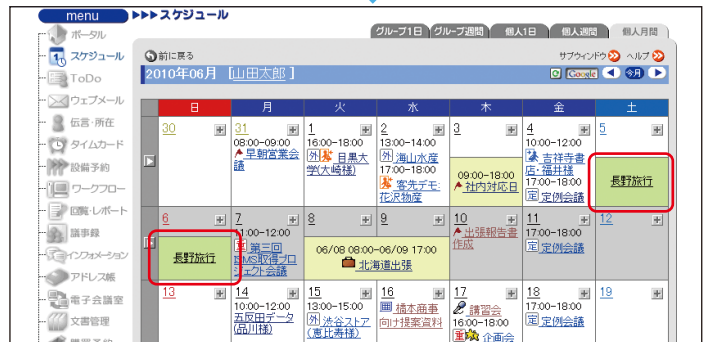 menu
▶▶▶スケジュール
グループ1日 グループ週間 個人1日 個人週間 個人月間
ポータル
スケジュール
ToDo
ウェブメール
伝言・所在
タイムカード
設備予約
ワークフロー
回覧・レポート
議事録
インフォメーション
アドレス帳
電子会議室
文書管理
前に戻る
サブウィンドウ ヘルプ
2010年06月 [山田太郎]
Google 今月
日 月 火 水 木 金 土
30
31
08:00~09:00
早朝営業会
議
1
16:00~18:00
外 目黒大
学(大崎様)
2
13:00~14:00
外 海山水産
17:00~18:00
客先デモ:
花沢物産
3
09:00~18:00
社内対応日
4
10:00~12:00
吉祥寺書
店・福井様
17:00~18:00
定 定例会議
5
長野旅行
6
長野旅行
7
11:00~12:00
第三回
ISMS取得プロ
ジェクト会議
8
9
06/08 08:00~06/09 17:00
北海道出張
10
出張報告書
作成
11
17:00~18:00
定 定例会議
12
13
14
10:00~12:00
五反田データ
(品川様)
15
13:00~15:00
外 渋谷ストア
(恵比寿様)
16
橋本商事
向け提案資料
17
講習会
16:00~18:00
重 企画会
18
17:00~18:00
定 定例会議
19